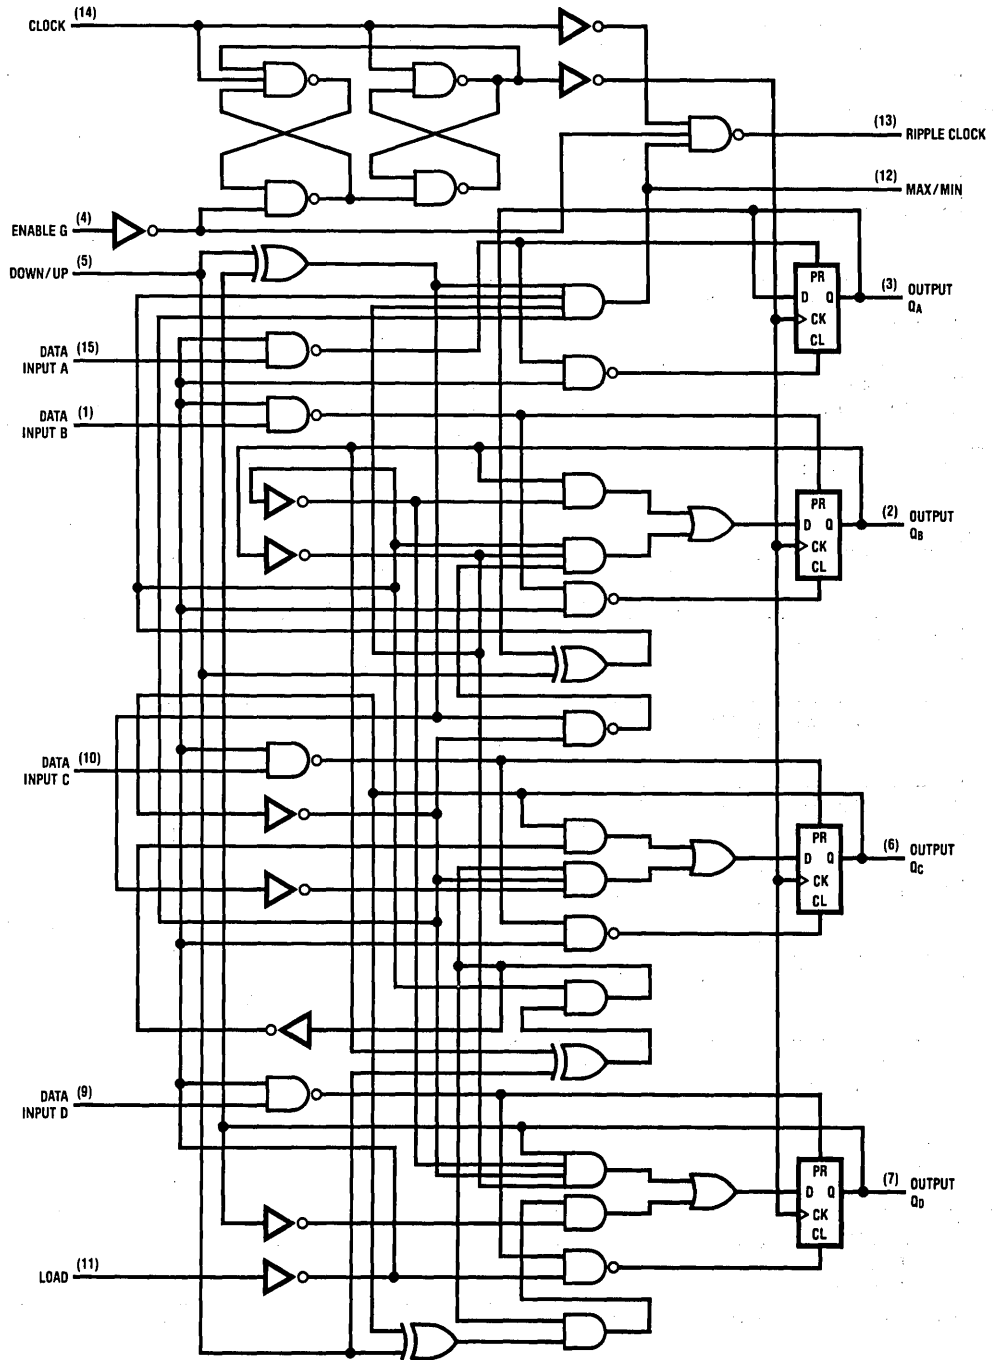 CLOCK (14)
(13) RIPPLE CLOCK
(12) MAX/MIN
ENABLE G (4)
DOWN/UP (5)
PR
D Q
CK
CL
(3) OUTPUT
QA
DATA (15)
INPUT A
DATA (1)
INPUT B
PR
D Q
CK
CL
(2) OUTPUT
QB
DATA (10)
INPUT C
PR
D Q
CK
CL
(6) OUTPUT
QC
DATA (9)
INPUT D
PR
D Q
CK
CL
(7) OUTPUT
QD
LOAD (11)